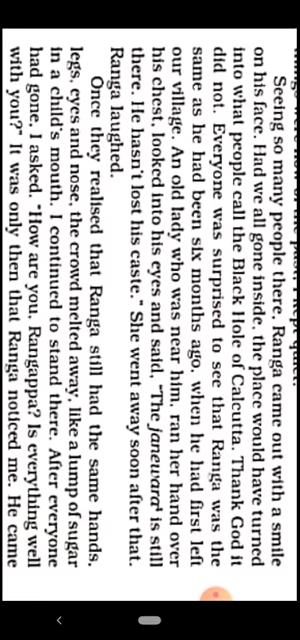 Seeing so many people there, Ranga came out with a smile
on his face. Had we all gone inside, the place would have turned
into what people call the Black Hole of Calcutta. Thank God it
did not. Everyone was surprised to see that Ranga was the
same as he had been six months ago, when he had first left
our village. An old lady who was near him, ran her hand over
his chest, looked into his eyes and said, “The janewara is still
there. He hasn't lost his caste.” She went away soon after that.
Ranga laughed.
Once they realised that Ranga still had the same hands,
legs, eyes and nose, the crowd melted away, like a lump of sugar
in a child's mouth. I continued to stand there. After everyone
had gone, I asked, “How are you, Rangappa? Is everything well
with you?” It was only then that Ranga noticed me. He came